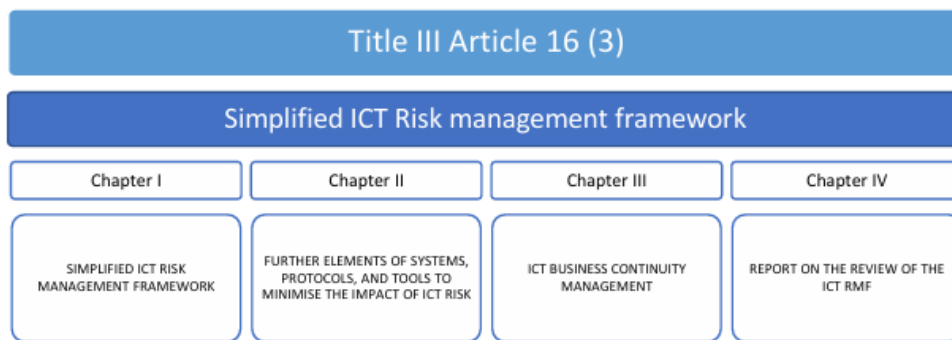 Title III Article 16 (3)
Simplified ICT Risk management framework
Chapter I
Chapter II
Chapter III
Chapter IV
SIMPLIFIED ICT RISK
MANAGEMENT FRAMEWORK
FURTHER ELEMENTS OF SYSTEMS,
PROTOCOLS, AND TOOLS TO
MINIMISE THE IMPACT OF ICT RISK
ICT BUSINESS CONTINUITY
MANAGEMENT
REPORT ON THE REVIEW OF THE
ICT RMF